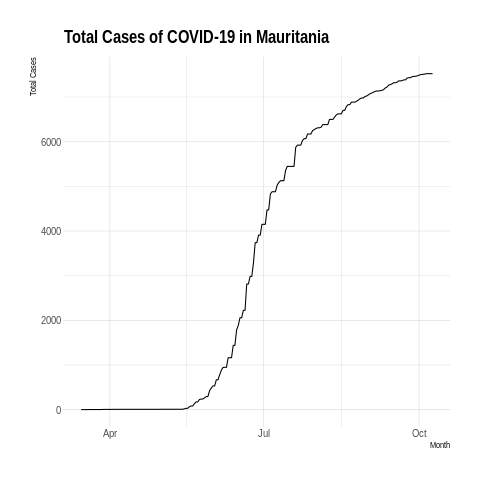 Total Cases of COVID-19 in Mauritania
Total Cases
6000
4000
2000
0
Apr Jul Oct
Month